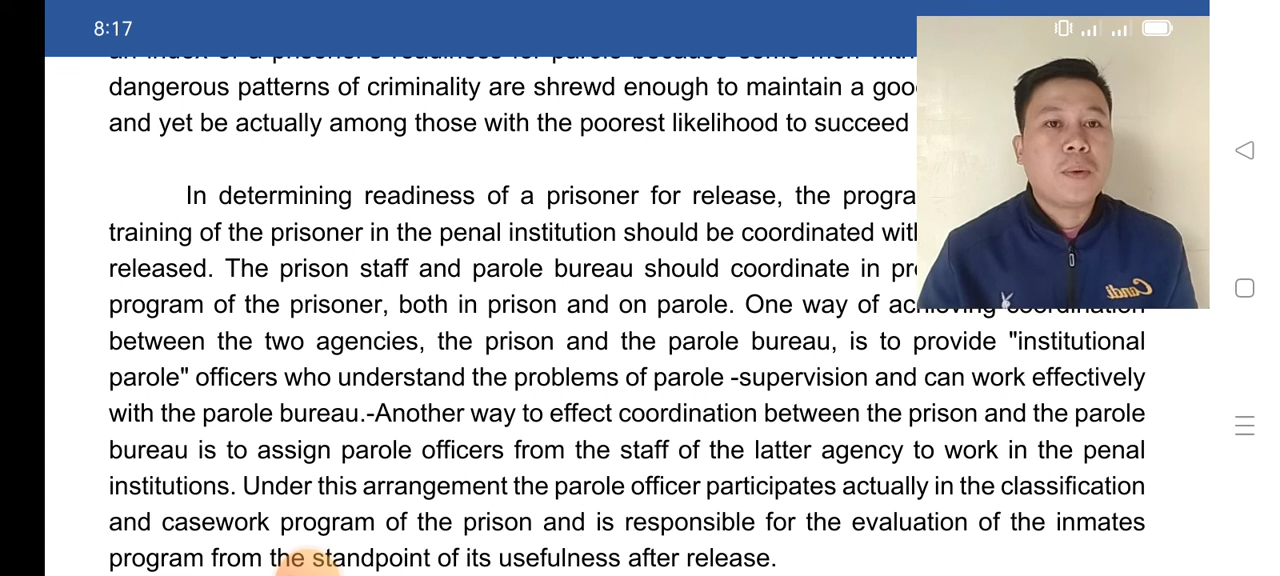 8:17
dangerous patterns of criminality are shrewd enough to maintain a
and yet be actually among those with the poorest likelihood to succeed
In determining readiness of a prisoner for release, the
training of the prisoner in the penal institution should be coordinated
released. The prison staff and parole bureau should coordinate in
program of the prisoner, both in prison and on parole. One way of achieving coordination
between the two agencies, the prison and the parole bureau, is to provide "institutional
parole" officers who understand the problems of parole -supervision and can work effectively
with the parole bureau.-Another way to effect coordination between the prison and the parole
bureau is to assign parole officers from the staff of the latter agency to work in the penal
institutions. Under this arrangement the parole officer participates actually in the classification
and casework program of the prison and is responsible for the evaluation of the inmates
program from the standpoint of its usefulness after release.
Candi